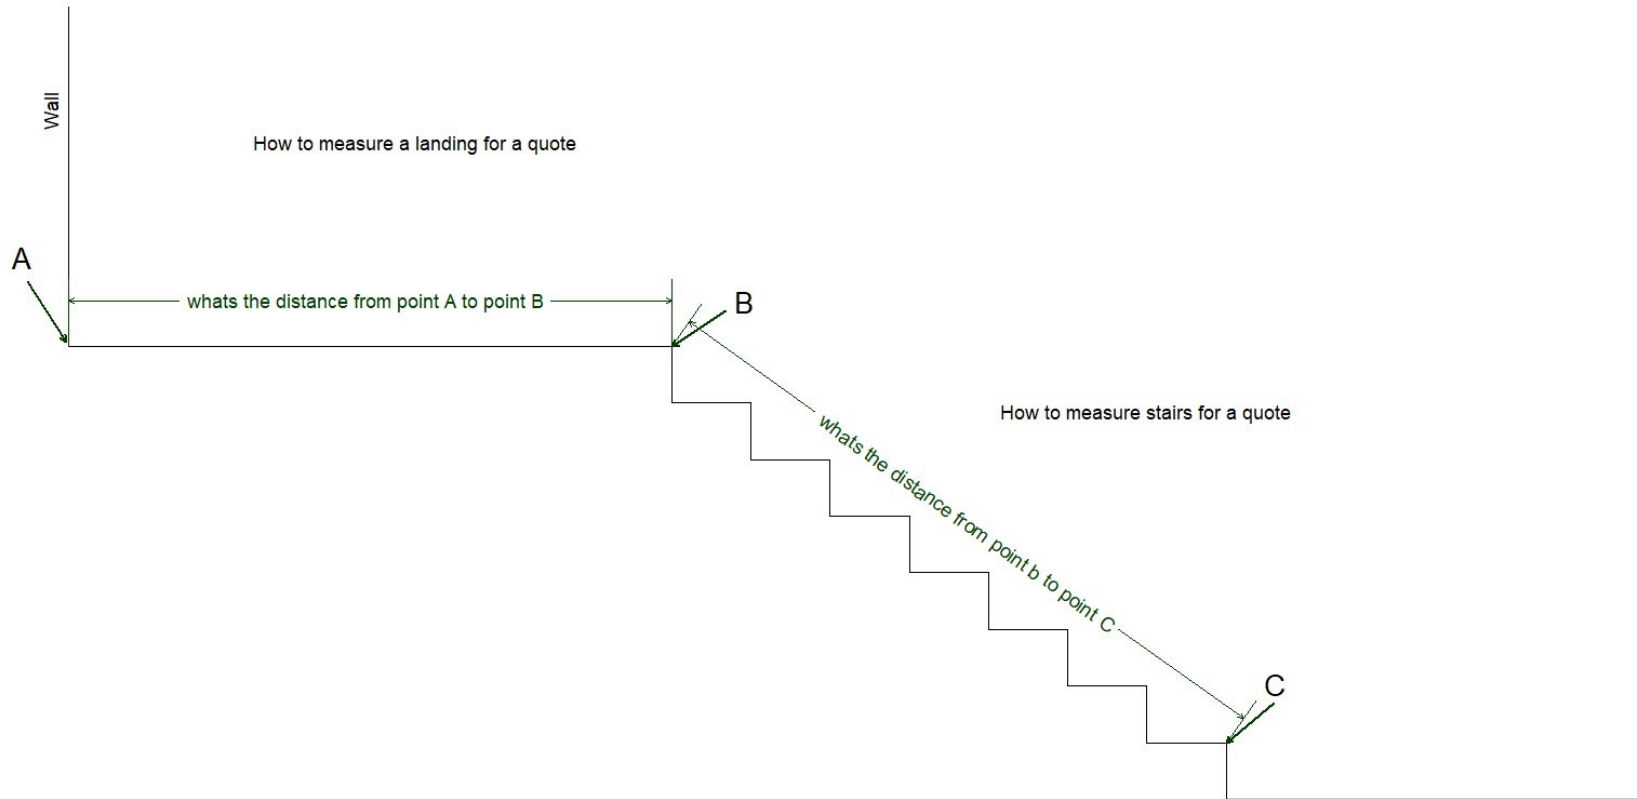 Wall
How to measure a landing for a quote
A
whats the distance from point A to point B
B
How to measure stairs for a quote
whats the distance from point b to point C
C